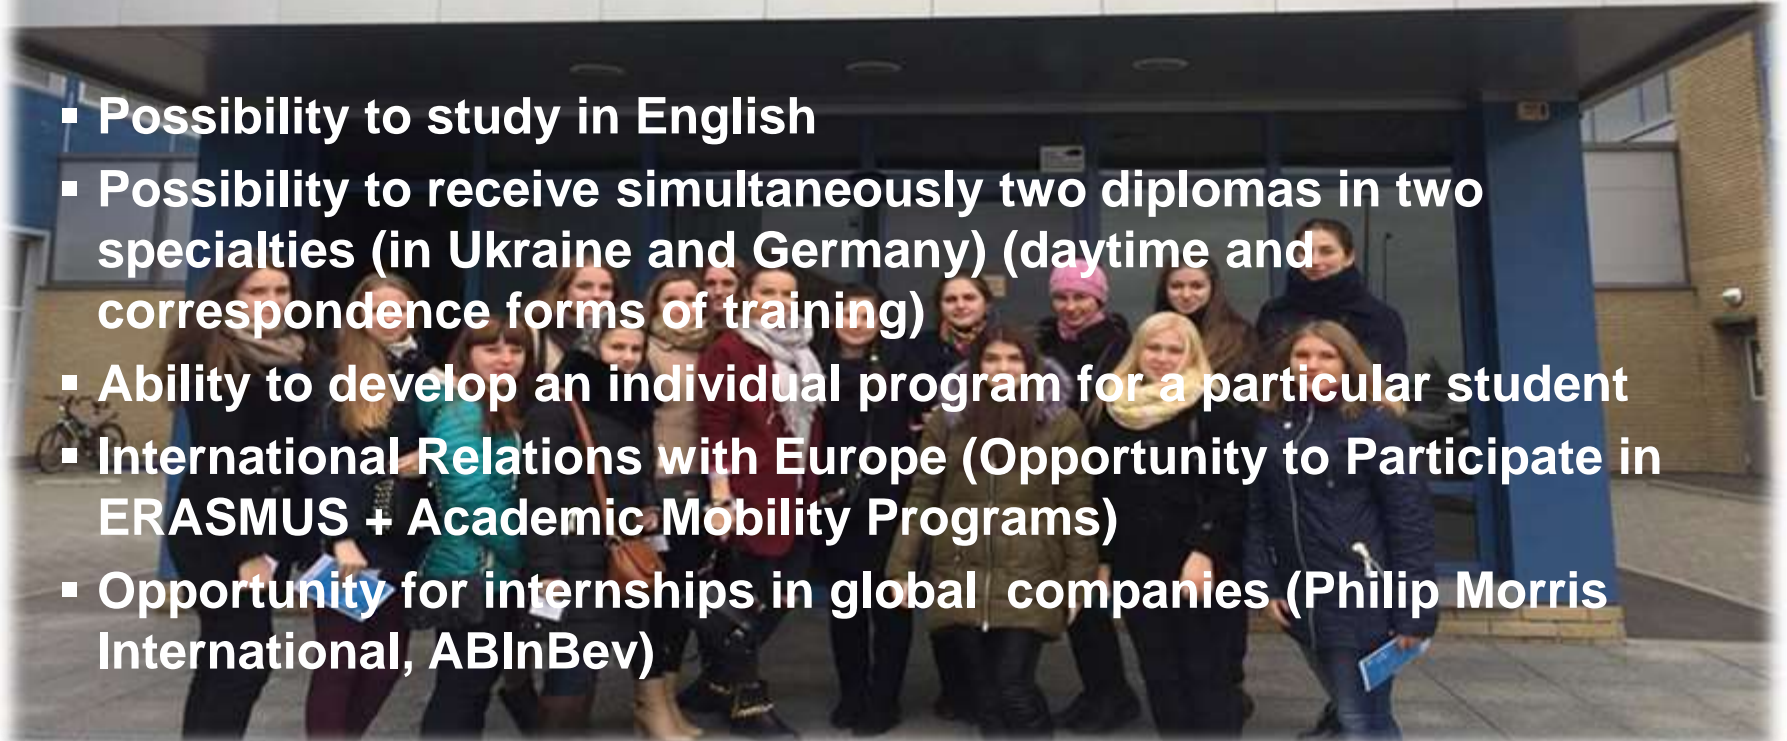 ▪ Possibility to study in English
▪ Possibility to receive simultaneously two diplomas in two
specialties (in Ukraine and Germany) (daytime and
correspondence forms of training)
▪ Ability to develop an individual program for a particular student
▪ International Relations with Europe (Opportunity to Participate in
ERASMUS + Academic Mobility Programs)
▪ Opportunity for internships in global  companies (Philip Morris
International, ABInBev)